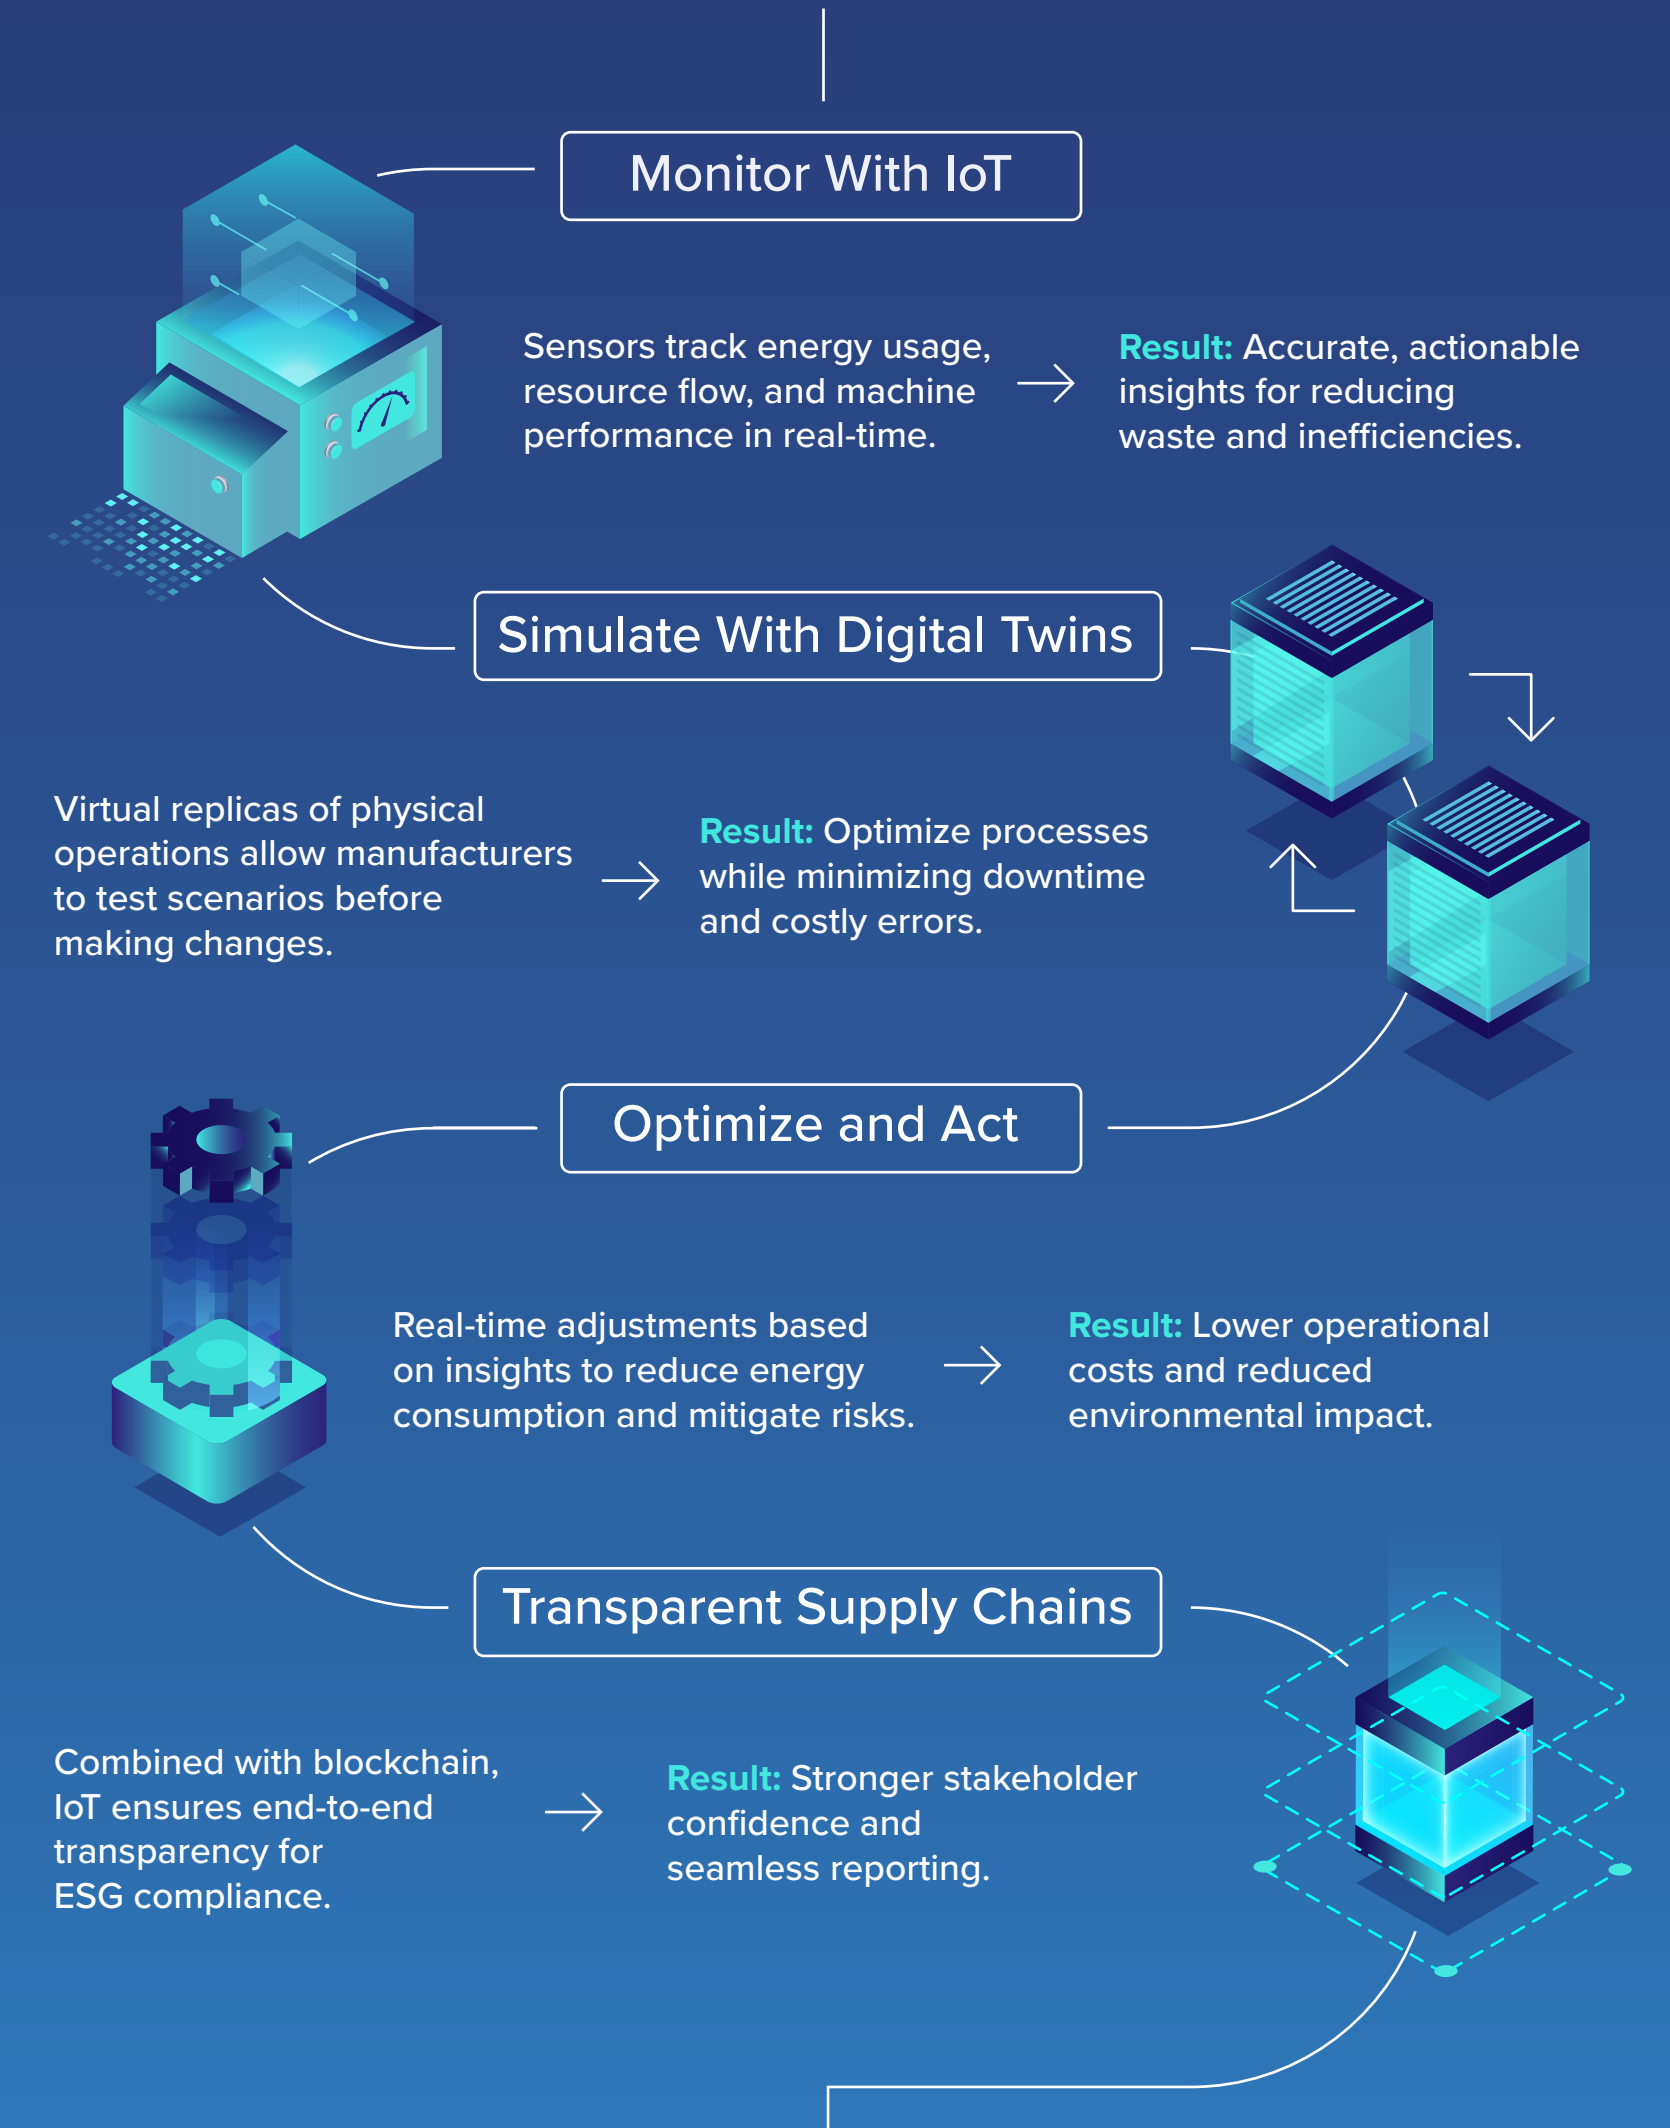 Monitor With IoT
Sensors track energy usage,
resource flow, and machine
performance in real-time.
Result: Accurate, actionable
insights for reducing
waste and inefficiencies.
Simulate With Digital Twins
Virtual replicas of physical
operations allow manufacturers
to test scenarios before
making changes.
Result: Optimize processes
while minimizing downtime
and costly errors.
Optimize and Act
Real-time adjustments based
on insights to reduce energy
consumption and mitigate risks.
Result: Lower operational
costs and reduced
environmental impact.
Transparent Supply Chains
Combined with blockchain,
IoT ensures end-to-end
transparency for
ESG compliance.
Result: Stronger stakeholder
confidence and
seamless reporting.